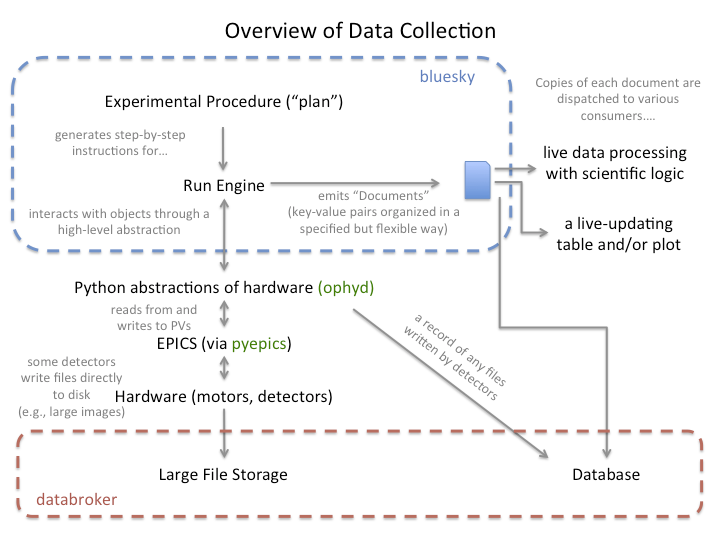 Overview of Data Collection
bluesky
Experimental Procedure (“plan”)
generates step-by-step
instructions for…
Run Engine
emits “Documents”
(key-value pairs organized in a
specified but flexible way)
interacts with objects through a
high-level abstraction
Copies of each document are
dispatched to various
consumers....
live data processing
with scientific logic
a live-updating
table and/or plot
Python abstractions of hardware (ophyd)
reads from and
writes to PVs
EPICS (via pyepics)
a record of any files
written by detectors
some detectors
write files directly
to disk
(e.g., large images)
Hardware (motors, detectors)
Large File Storage
Database
databroker